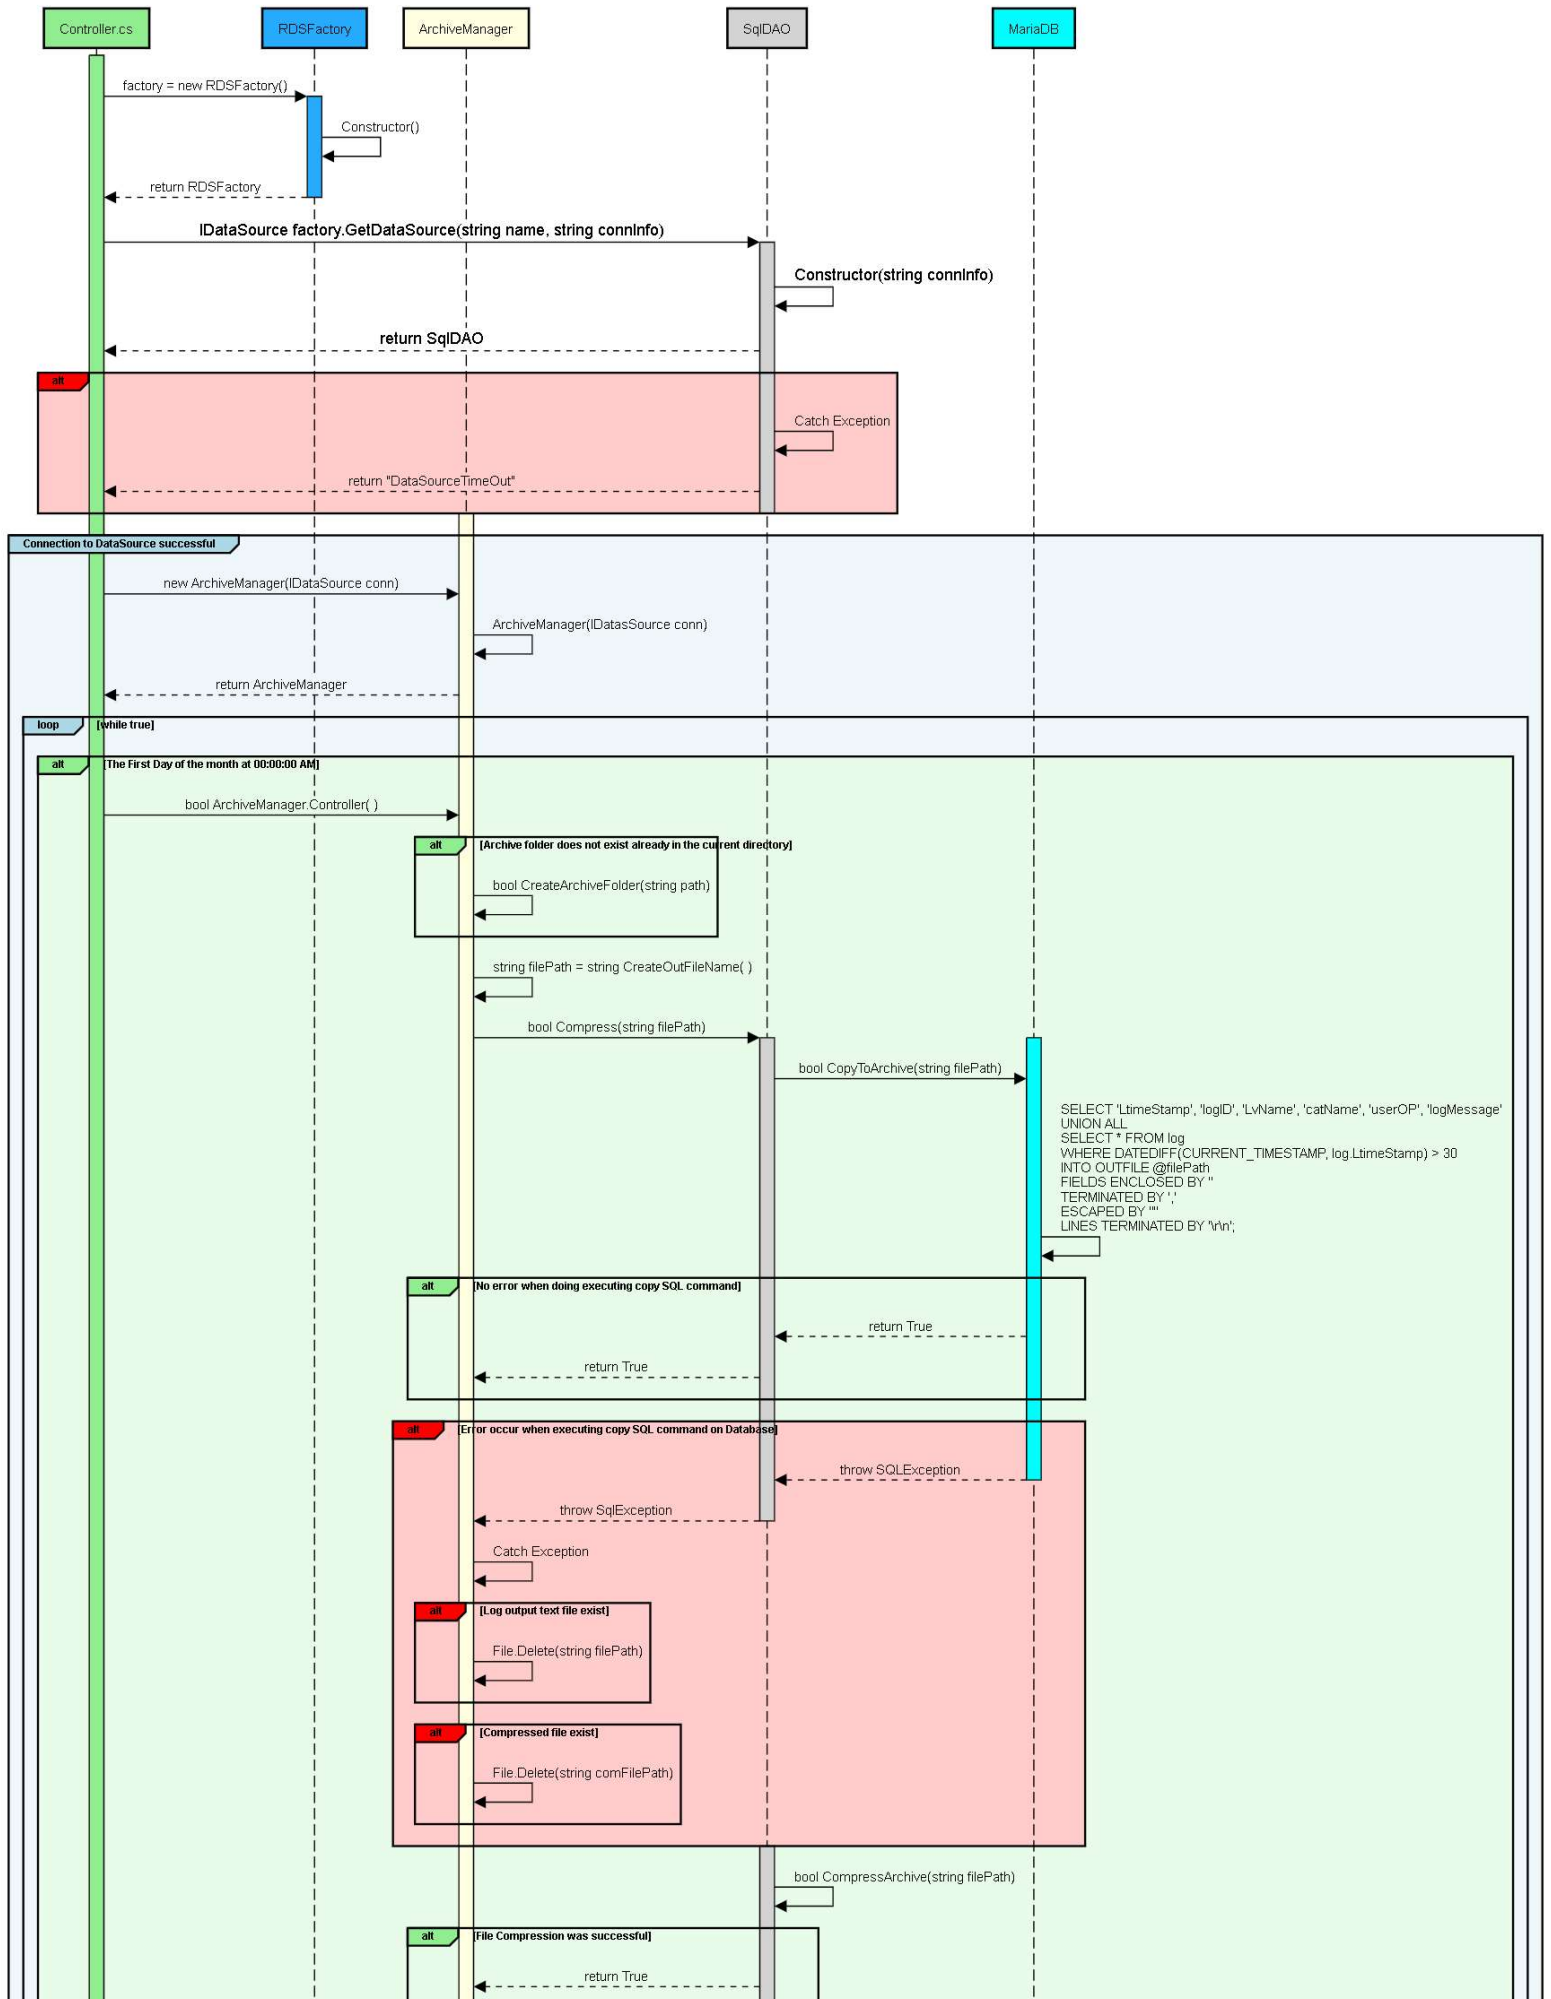 Controller.cs
RDSFactory
ArchiveManager
SqlDAO
MariaDB
factory = new RDSFactory()
Constructor()
return RDSFactory
IDataSource factory.GetDataSource(string name, string connInfo)
Constructor(string connInfo)
return SqlDAO
alt
Catch Exception
return "DataSourceTimeOut"
Connection to DataSource successful
new ArchiveManager(IDataSource conn)
ArchiveManager(IDatasSource conn)
return ArchiveManager
loop [while true]
alt [The First Day of the month at 00:00:00 AM]
bool ArchiveManager.Controller( )
alt [Archive folder does not exist already in the current directory]
bool CreateArchiveFolder(string path)
string filePath = string CreateOutFileName( )
bool Compress(string filePath)
bool CopyToArchive(string filePath)
SELECT 'LtimeStamp', 'logID', 'LvName', 'catName', 'userOP', 'logMessage'
UNION ALL
SELECT * FROM log
WHERE DATEDIFF(CURRENT_TIMESTAMP, log.LtimeStamp) > 30
INTO OUTFILE @filePath
FIELDS ENCLOSED BY ''
TERMINATED BY ','
ESCAPED BY '"'
LINES TERMINATED BY '\r\n';
alt [No error when doing executing copy SQL command]
return True
return True
alt [Error occur when executing copy SQL command on Database]
throw SQLException
throw SqlException
Catch Exception
alt [Log output text file exist]
File.Delete(string filePath)
alt [Compressed file exist]
File.Delete(string comFilePath)
bool CompressArchive(string filePath)
alt [File Compression was successful]
return True